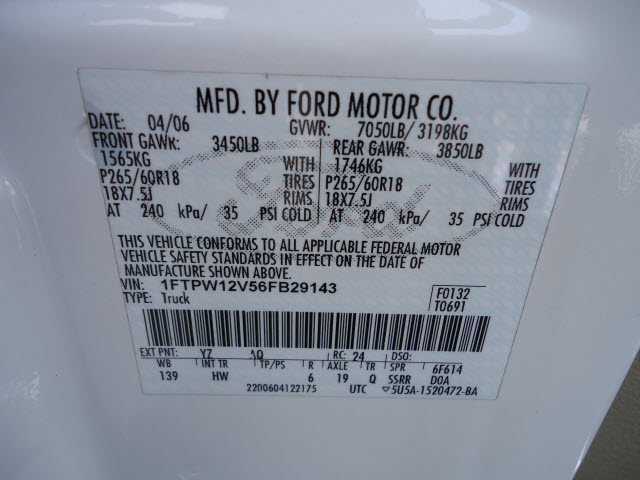 MFD. BY FORD MOTOR CO.
DATE: 04/06 GVWR: 7050LB/ 3198KG
FRONT GAWR: 3450LB REAR GAWR: 3850LB
1565KG WITH 1746KG WITH
P265/60R18 TIRES P265/60R18 TIRES
18X7.5J RIMS 18X7.5J RIMS
AT 240 kPa/ 35 PSI COLD AT 240 kPa/ 35 PSI COLD
Ford
THIS VEHICLE CONFORMS TO ALL APPLICABLE FEDERAL MOTOR
VEHICLE SAFETY STANDARDS IN EFFECT ON THE DATE OF
MANUFACTURE SHOWN ABOVE.
VIN: 1FTPW12V56FB29143 F0132
TYPE: Truck T0691
EXT PNT: YZ RC: 24 DSO:
WB INT TR TP/PS R AXLE TR SPR 6F614
139 HW 6 19 Q SSRR DOA
2200604122175 UTC 5U5A-1520472-BA